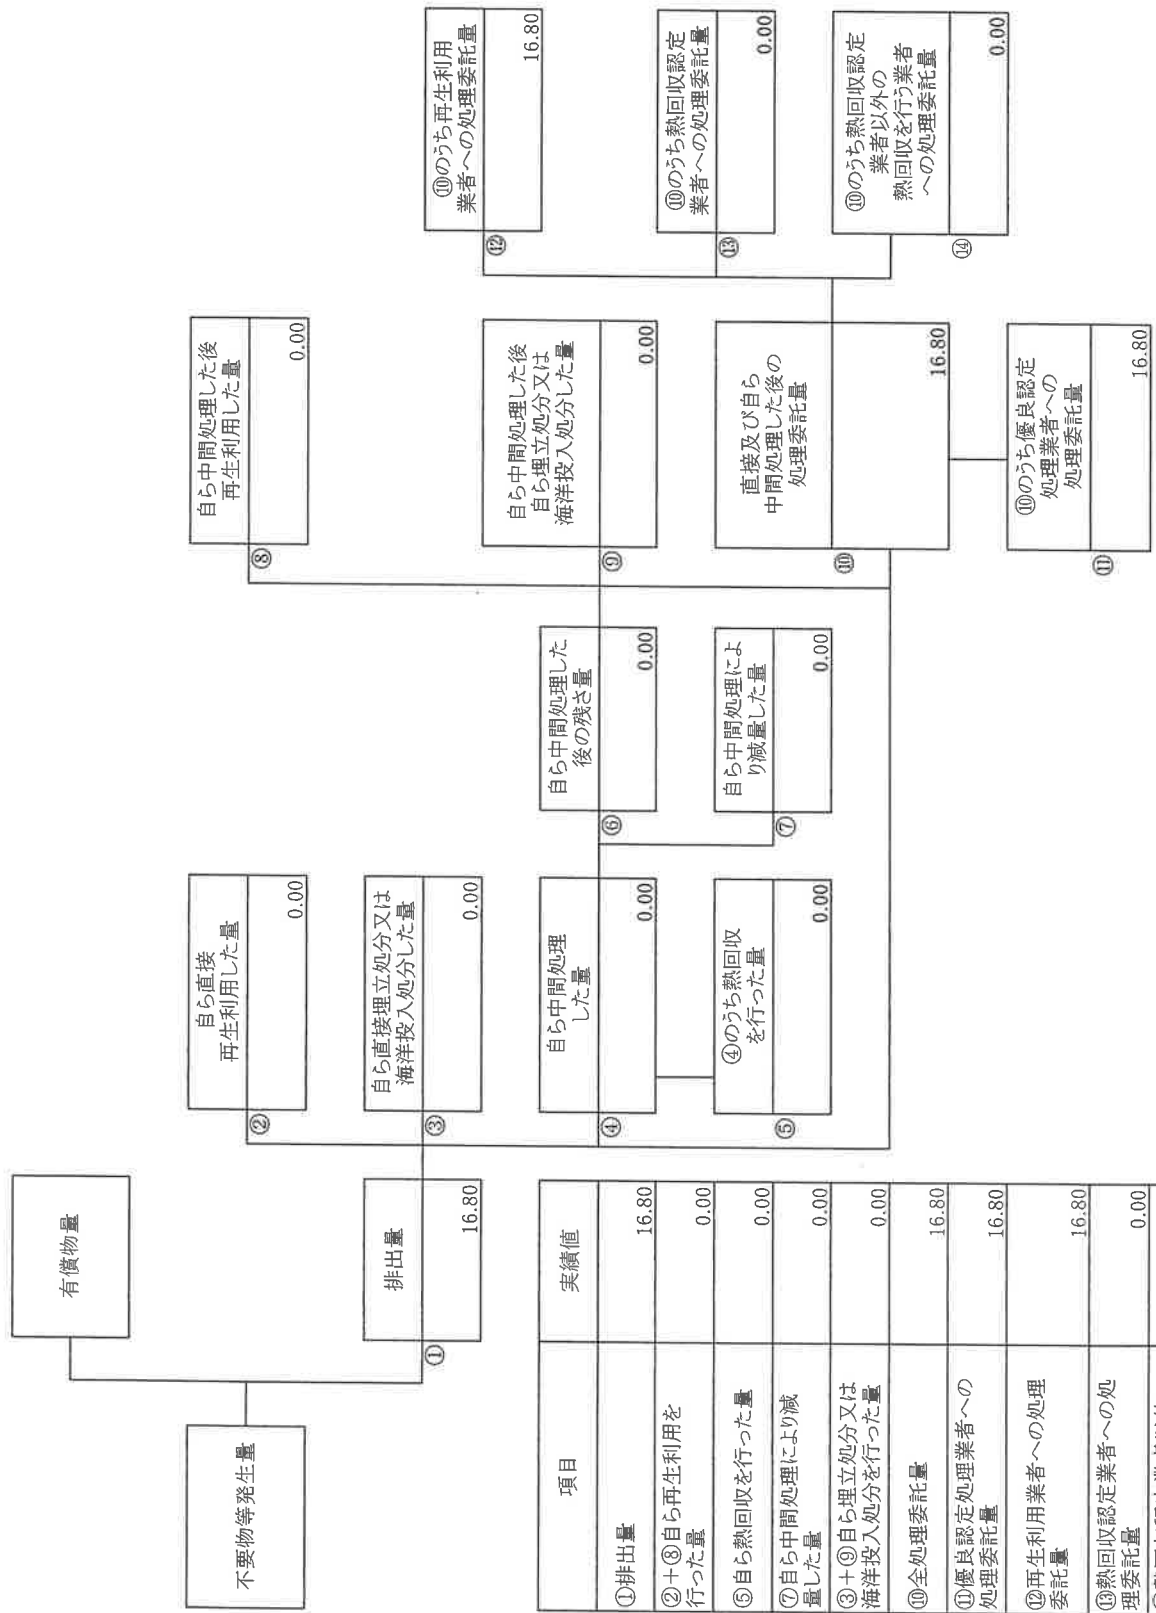 不要物等発生量
有償物量
排出量
①
16.80
自ら直接
再生利用した量
②
0.00
自ら直接埋立処分又は
海洋投入処分した量
③
0.00
自ら中間処理
した量
④
0.00
④のうち熱回収
を行った量
⑤
0.00
自ら中間処理した
後の残さ量
⑥
0.00
自ら中間処理によ
り減量した量
⑦
0.00
自ら中間処理した後
再生利用した量
⑧
0.00
自ら中間処理した後
自ら埋立処分又は
海洋投入処分した量
⑨
0.00
直接及び自ら
中間処理した後の
処理委託量
⑩
16.80
⑩のうち優良認定
処理業者への
処理委託量
⑪
16.80
⑩のうち再生利用
業者への処理委託量
⑫
16.80
⑩のうち熱回収認定
業者への処理委託量
⑬
0.00
⑩のうち熱回収認定
業者以外の
熱回収を行う業者
への処理委託量
⑭
0.00
項目 実績値
①排出量 16.80
②+⑧自ら再生利用を
行った量 0.00
⑤自ら熱回収を行った量 0.00
⑦自ら中間処理により減
量した量 0.00
③+⑨自ら埋立処分又は
海洋投入処分を行った量 0.00
⑩全処理委託量 16.80
⑪優良認定処理業者への
処理委託量 16.80
⑫再生利用業者への処理
委託量 16.80
⑬熱回収認定業者への処
理委託量 0.00